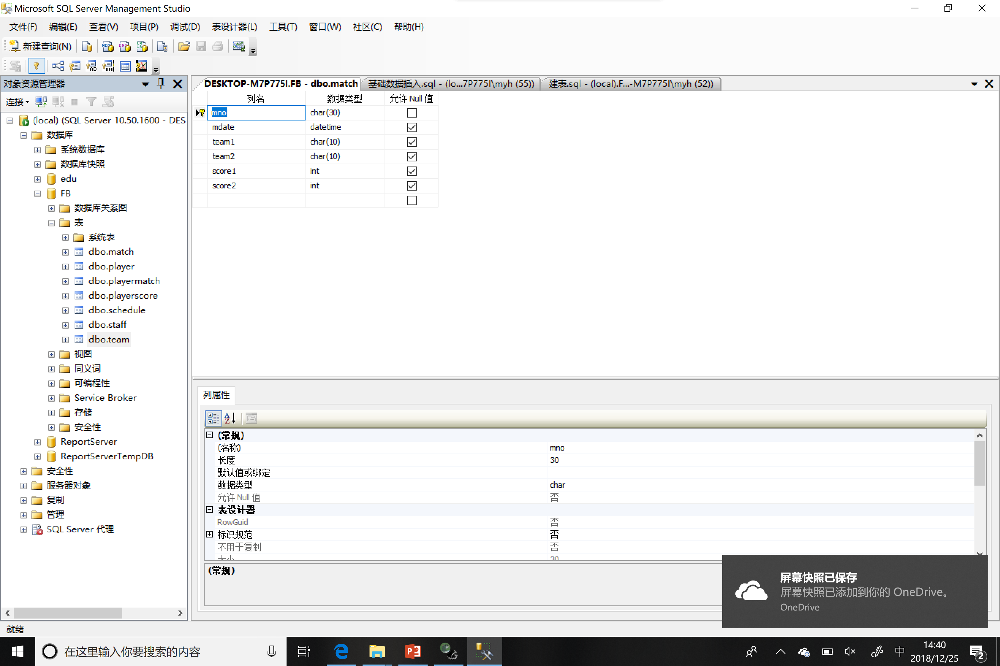 Microsoft SQL Server Management Studio
文件(F) 编辑(E) 查看(V) 项目(P) 调试(D) 表设计器(L) 工具(T) 窗口(W) 社区(C) 帮助(H)
新建查询(N)
对象资源管理器
连接
(local) (SQL Server 10.50.1600 - DES
数据库
系统数据库
数据库快照
edu
FB
数据库关系图
表
系统表
dbo.match
dbo.player
dbo.playermatch
dbo.playerscore
dbo.schedule
dbo.staff
dbo.team
视图
同义词
可编程性
Service Broker
存储
安全性
ReportServer
ReportServerTempDB
安全性
服务器对象
复制
管理
SQL Server 代理
DESKTOP-M7P775I.FB - dbo.match 基础数据插入.sql - (lo...7P775I\myh (55)) 建表.sql - (local).F...-M7P775I\myh (52))
列名 数据类型 允许 Null 值
mno char(30)
mdate datetime
team1 char(10)
team2 char(10)
score1 int
score2 int
列属性
(常规)
(名称) mno
长度 30
默认值或绑定
数据类型 char
允许 Null 值 否
表设计器
RowGuid 否
标识规范 否
不用于复制 否
大小 30
(常规)
屏幕快照已保存
屏幕快照已添加到你的 OneDrive。
OneDrive
就绪
在这里输入你要搜索的内容
中
14:40
2018/12/25
2